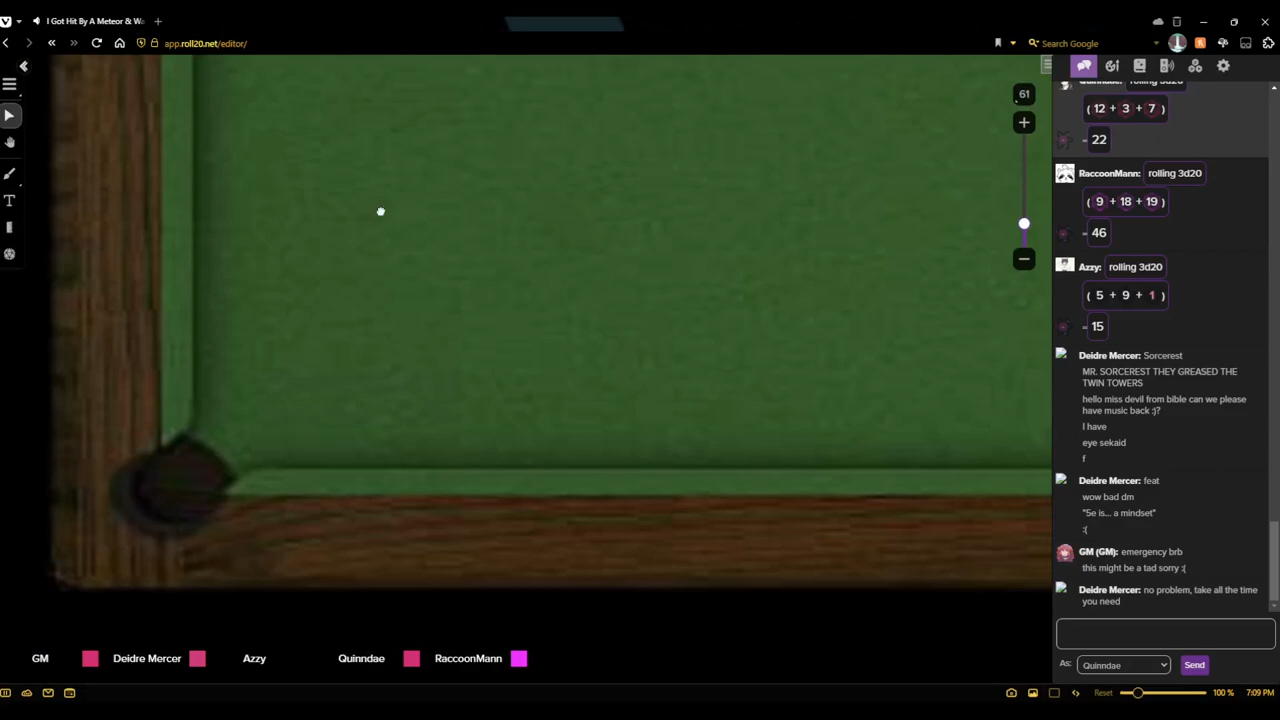 I Got Hit By A Meteor & Wa
app.roll20.net/editor/
Search Google
61
Quinndae: rolling 3d20
( 12 + 3 + 7 )
= 22
RaccoonMann: rolling 3d20
( 9 + 18 + 19 )
= 46
Azzy: rolling 3d20
( 5 + 9 + 1 )
= 15
Deidre Mercer: Sorcerest
MR. SORCEREST THEY GREASED THE
TWIN TOWERS
hello miss devil from bible can we please
have music back :)?
I have
eye sekaid
f
Deidre Mercer: feat
wow bad dm
"5e is... a mindset"
:(
GM (GM): emergency brb
this might be a tad sorry :(
Deidre Mercer: no problem, take all the time
you need
GM
Deidre Mercer
Azzy
Quinndae
RaccoonMann
As: Quinndae Send
Reset 100 % 7:09 PM